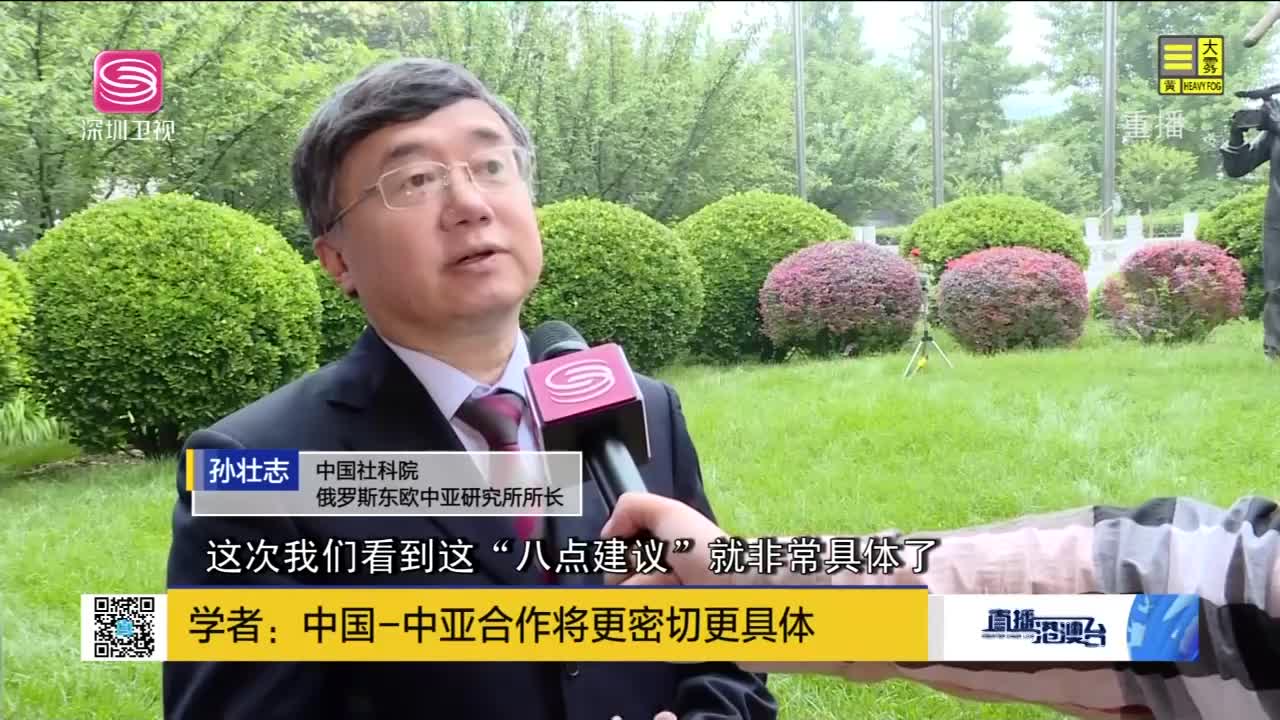 深圳卫视
大雾
黄
HEAVY FOG
重播
孙壮志
中国社科院
俄罗斯东欧中亚研究所所长
这次我们看到这“八点建议”就非常具体了
学者：中国-中亚合作将更密切更具体
直播港澳台